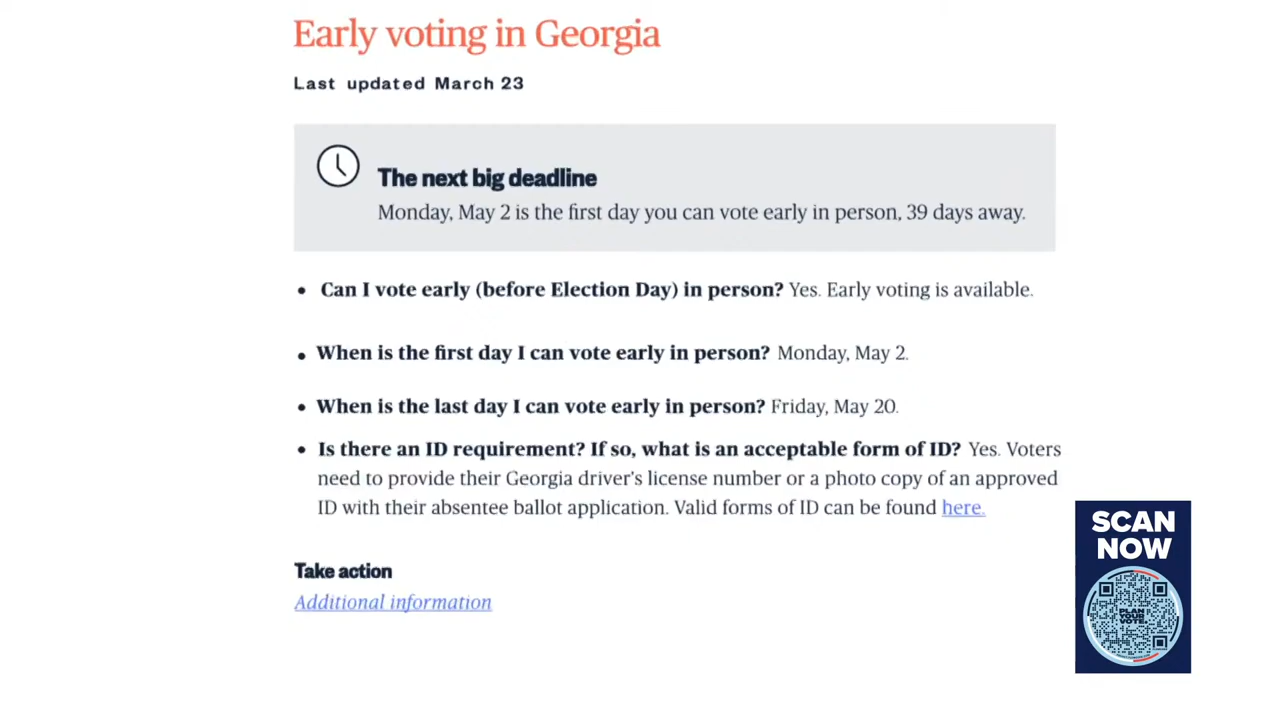 Early voting in Georgia
Last updated March 23
The next big deadline
Monday, May 2 is the first day you can vote early in person, 39 days away.
• Can I vote early (before Election Day) in person? Yes. Early voting is available.
• When is the first day I can vote early in person? Monday, May 2.
• When is the last day I can vote early in person? Friday, May 20.
• Is there an ID requirement? If so, what is an acceptable form of ID? Yes. Voters
need to provide their Georgia driver's license number or a photo copy of an approved
ID with their absentee ballot application. Valid forms of ID can be found here.
Take action
Additional information
SCAN
NOW
PLAN
YOUR
VOTE.